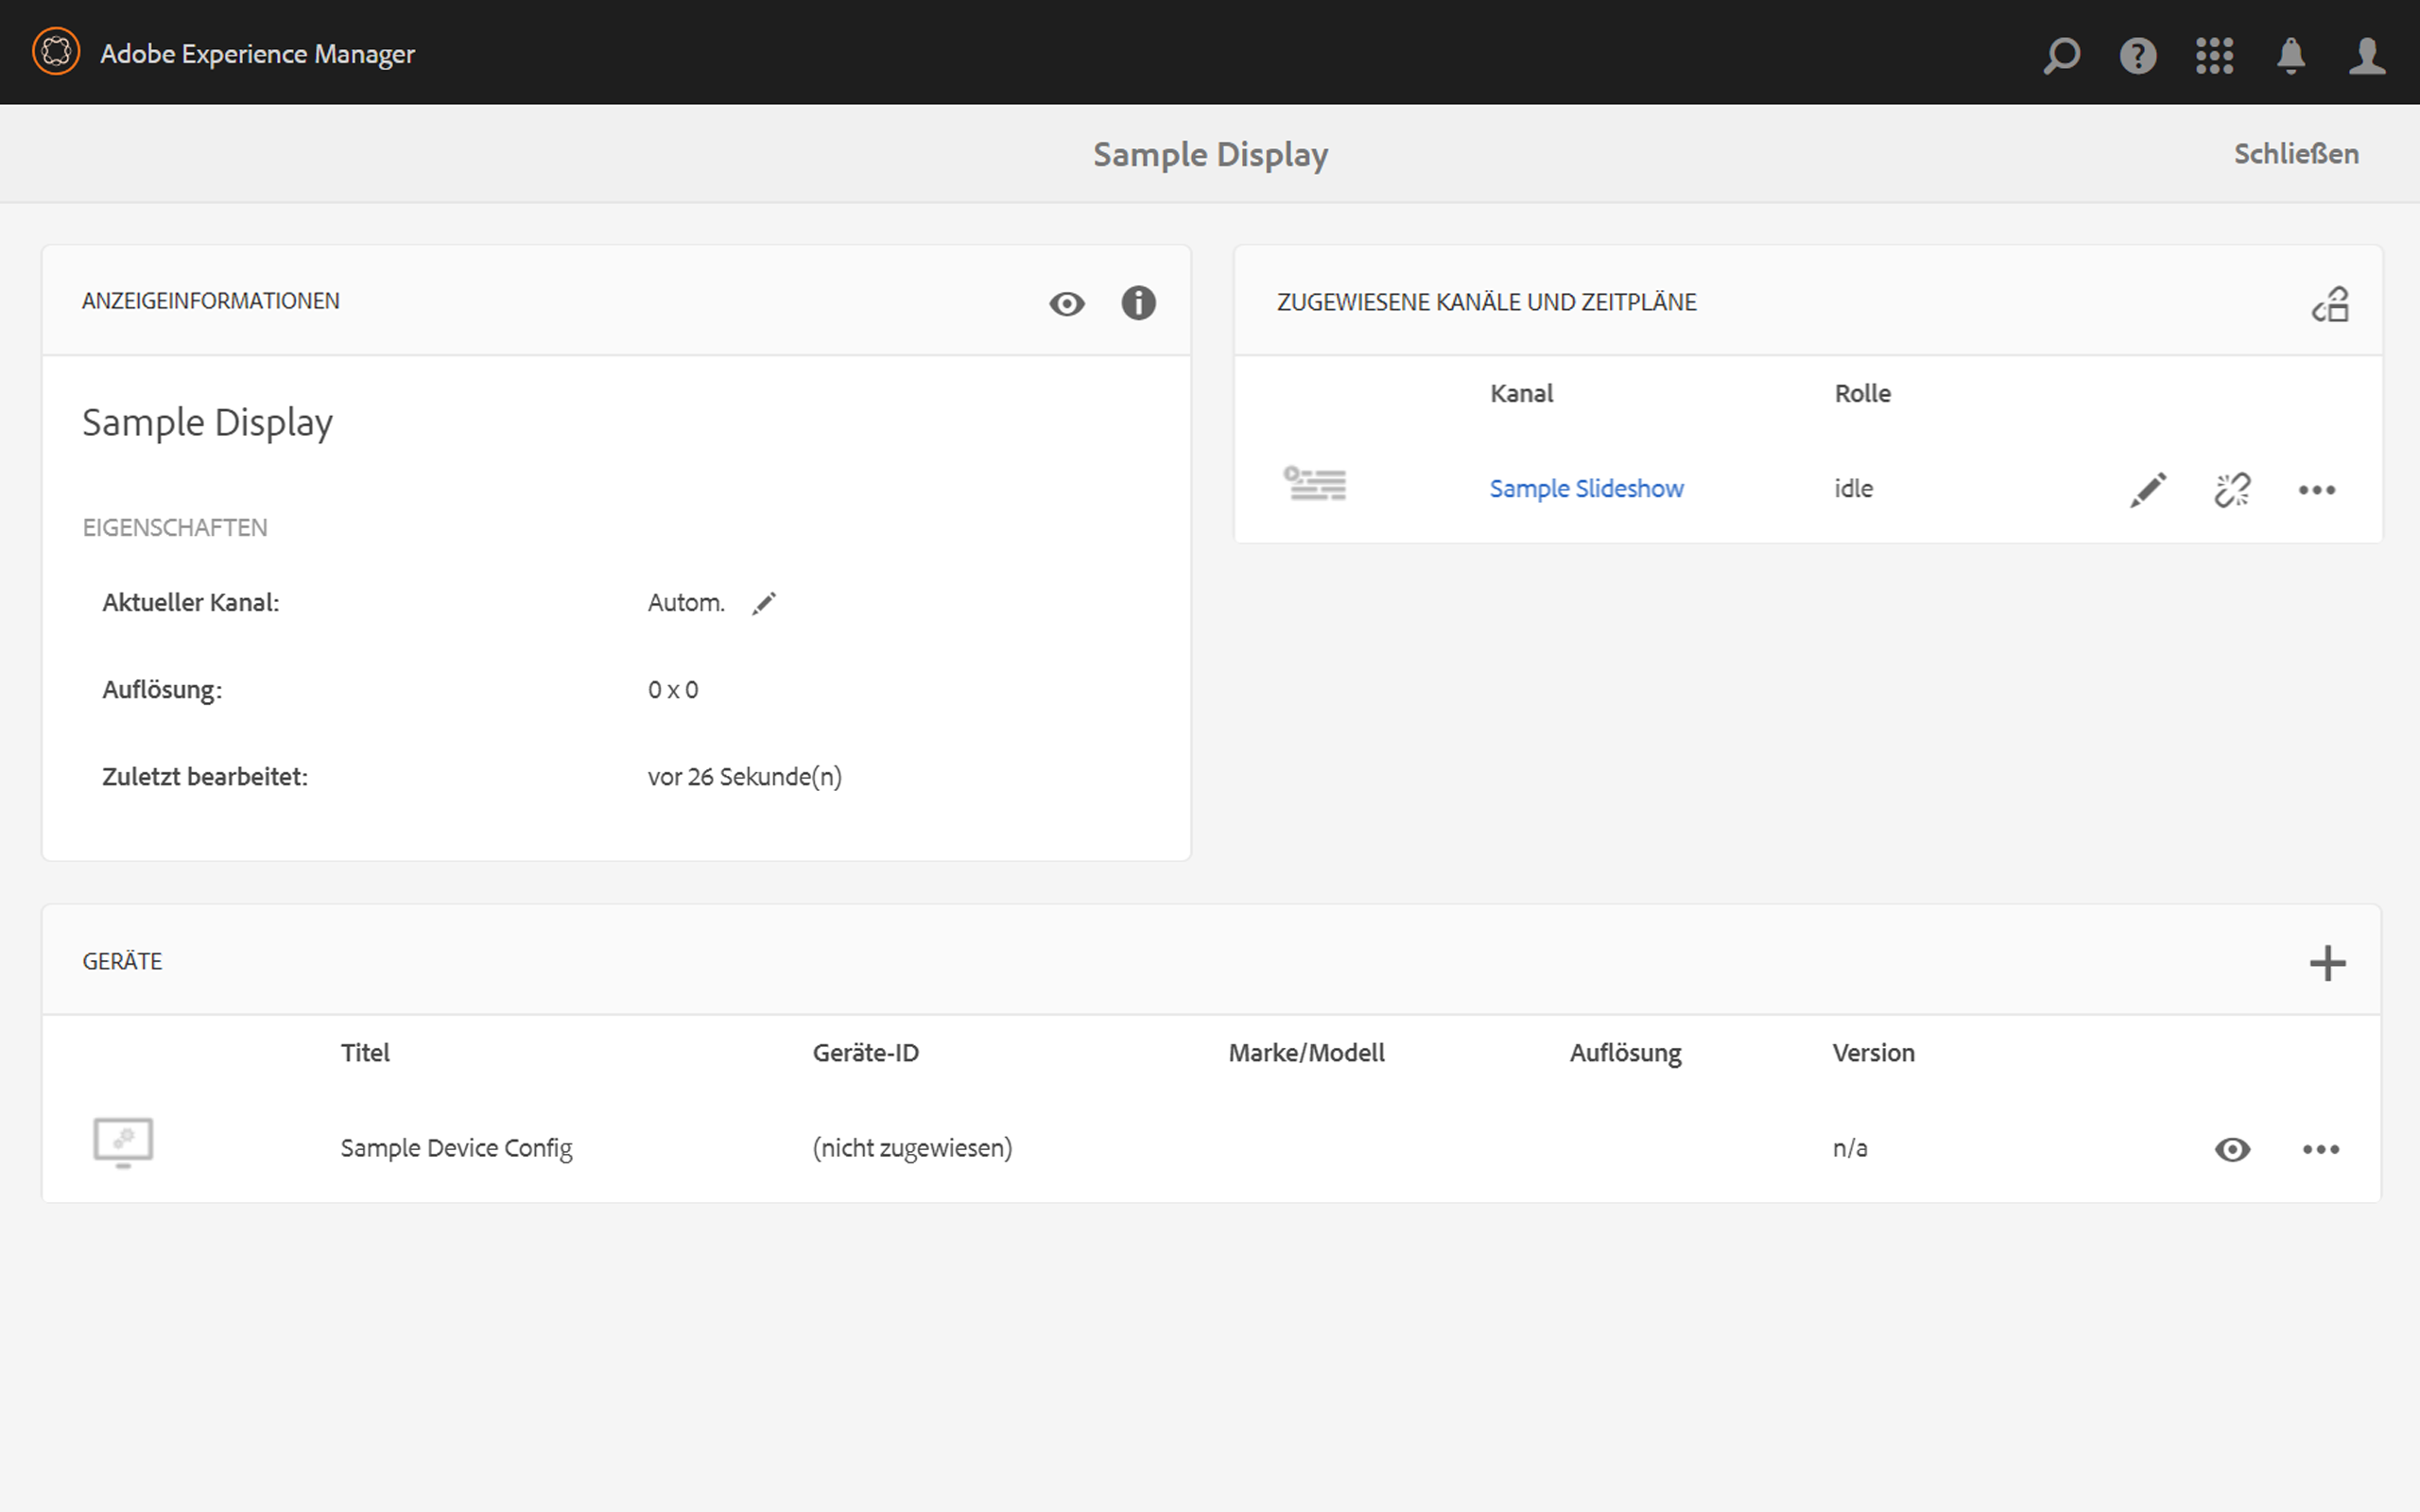 Adobe Experience Manager
Sample Display
Schließen
ANZEIGEINFORMATIONEN
Sample Display
EIGENSCHAFTEN
Aktueller Kanal: Autom.
Auflösung: 0 x 0
Zuletzt bearbeitet: vor 26 Sekunde(n)
ZUGEWIESENE KANÄLE UND ZEITPLÄNE
Kanal Rolle
Sample Slideshow idle
GERÄTE
Titel Geräte-ID Marke/Modell Auflösung Version
Sample Device Config (nicht zugewiesen) n/a